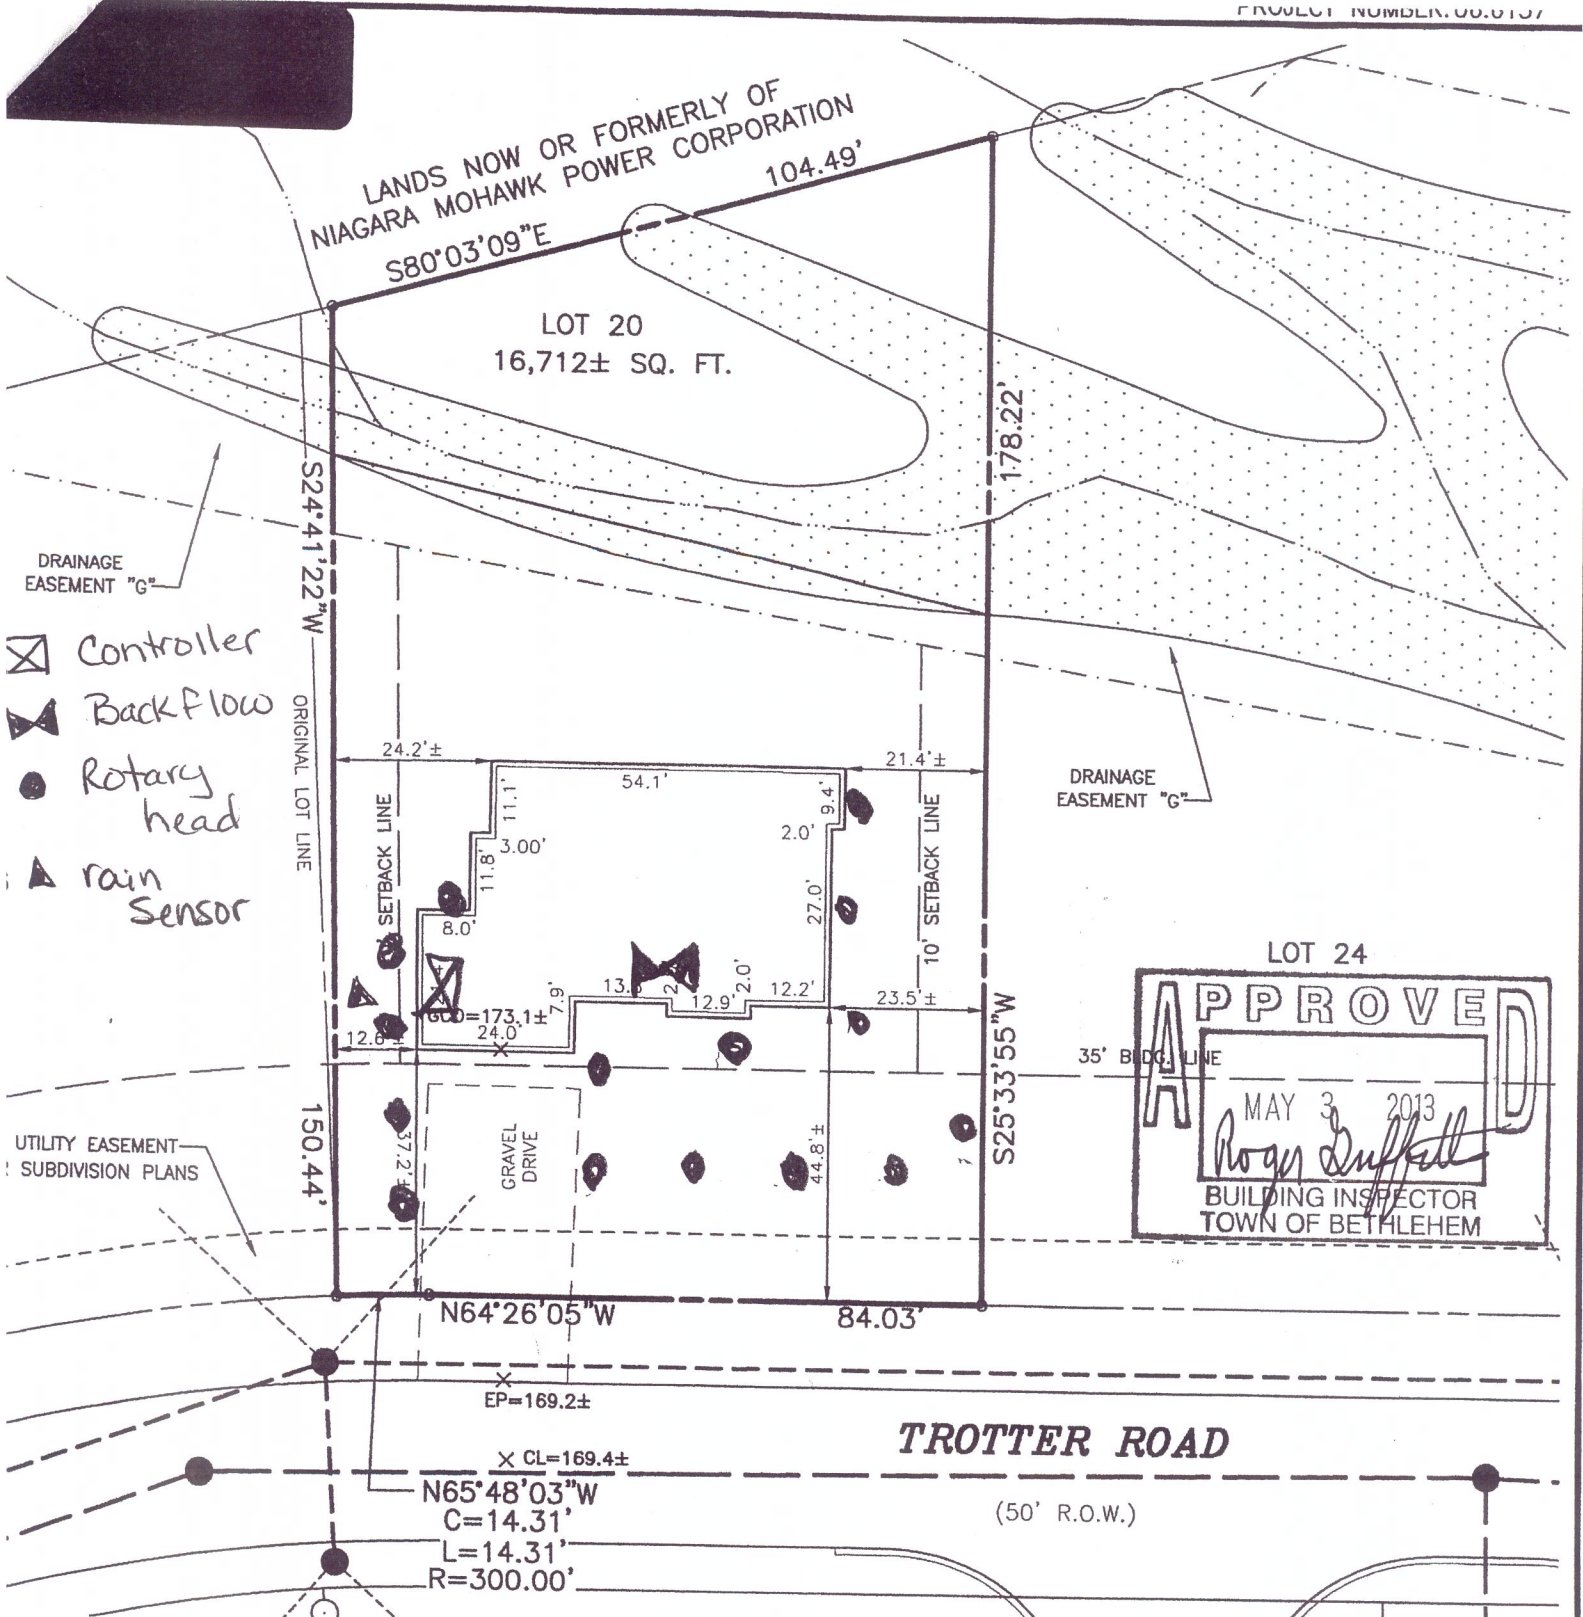 PROJECT NUMBER:
LANDS NOW OR FORMERLY OF
NIAGARA MOHAWK POWER CORPORATION
S80°03'09"E
104.49'
LOT 20
16,712± SQ. FT.
178.22'
S24°41'22"W
DRAINAGE
EASEMENT "G"
Controller
Backflow
Rotary
head
rain
Sensor
ORIGINAL LOT LINE
24.2'±
54.1'
21.4'±
11.1'
9.4'
3.00'
2.0'
11.8'
SETBACK LINE
27.0'
10' SETBACK LINE
8.0'
DRAINAGE
EASEMENT "G"
7.9'
2.0'
12.9'
12.2'
23.5'±
=173.1±
24.0'
S25°33'55"W
LOT 24
APPROVED
35' BLDG. LINE
MAY 3 2013
BUILDING INSPECTOR
TOWN OF BETHLEHEM
150.44'
UTILITY EASEMENT
SUBDIVISION PLANS
37.2'±
GRAVEL
DRIVE
44.8'±
N64°26'05"W
84.03'
EP=169.2±
TROTTER ROAD
CL=169.4±
N65°48'03"W
C=14.31'
L=14.31'
R=300.00'
(50' R.O.W.)